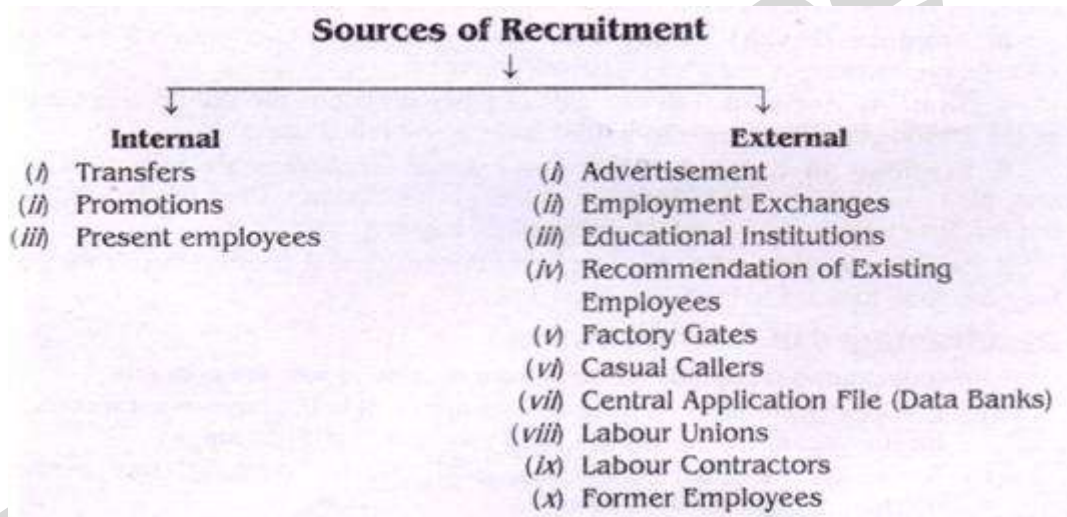 Sources of Recruitment
Internal
(i) Transfers
(ii) Promotions
(iii) Present employees
External
(i) Advertisement
(ii) Employment Exchanges
(iii) Educational Institutions
(iv) Recommendation of Existing
Employees
(v) Factory Gates
(vi) Casual Callers
(vii) Central Application File (Data Banks)
(viii) Labour Unions
(ix) Labour Contractors
(x) Former Employees